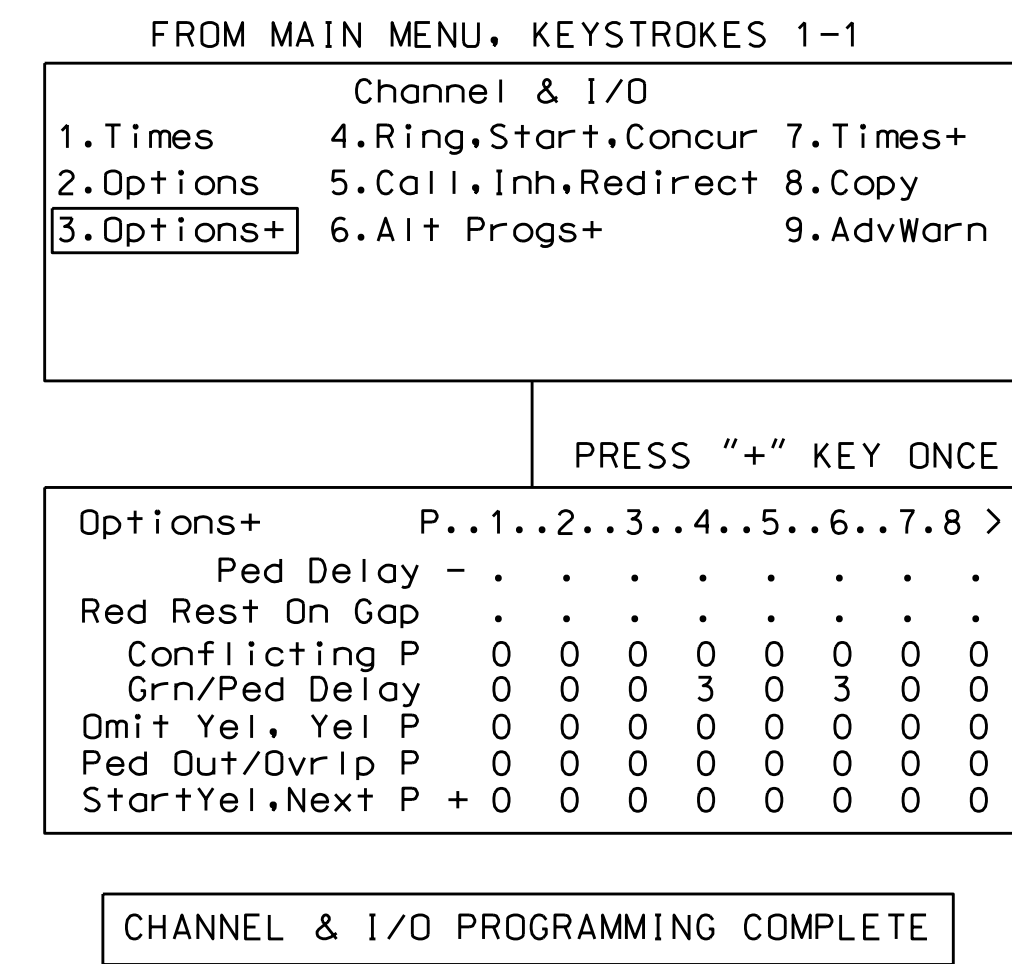 FROM MAIN MENU, KEYSTROKES 1-1
Channel & I/O
1.Times 4.Ring,Start,Concur 7.Times+
2.Options 5.Call,Inh,Redirect 8.Copy
3.Options+ 6.Alt Progs+ 9.AdvWarn
PRESS "+" KEY ONCE
Options+ P..1..2..3..4..5..6..7.8 >
Ped Delay - . . . . . . . .
Red Rest On Gap . . . . . . . .
Conflicting P 0 0 0 0 0 0 0 0
Grn/Ped Delay 0 0 0 3 0 3 0 0
Omit Yel, Yel P 0 0 0 0 0 0 0 0
Ped Out/Ovrlp P 0 0 0 0 0 0 0 0
StartYel,Next P + 0 0 0 0 0 0 0 0
CHANNEL & I/O PROGRAMMING COMPLETE